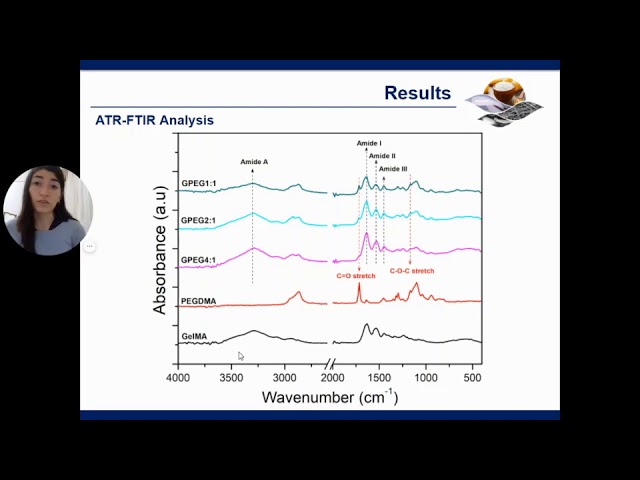 Results
ATR-FTIR Analysis
Amide I
Amide A
Amide II
Amide III
GPEG1:1
GPEG2:1
GPEG4:1
C=O stretch
C-O-C stretch
PEGDMA
GelMA
Absorbance (a.u)
4000 3500 3000 2500 2000 1500 1000 500
Wavenumber (cm⁻¹)